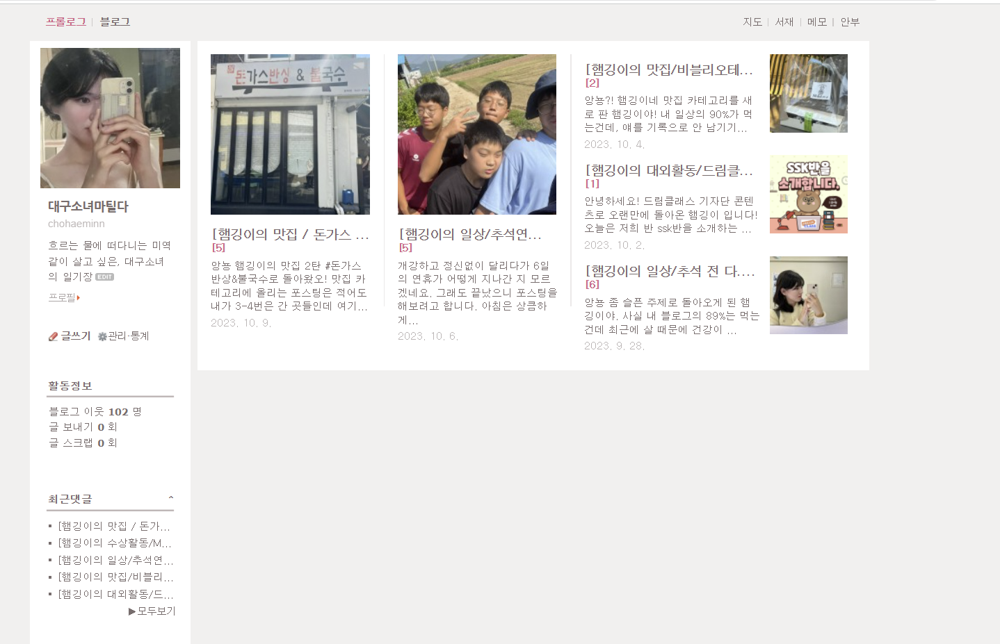 프롤로그 | 블로그
지도 | 서재 | 메모 | 안부
대구소녀마틸다
chohaeminn
흐르는 물에 떠다니는 미역
같이 살고 싶은, 대구소녀
의 일기장 EDIT
프로필
글쓰기 관리·통계
활동정보
블로그 이웃 102 명
글 보내기 0 회
글 스크랩 0 회
최근댓글 ^
[햄깅이의 맛집 / 돈가...
[햄깅이의 수상활동/M...
[햄깅이의 일상/추석연...
[햄깅이의 맛집/비블리...
[햄깅이의 대외활동/드...
▶모두보기
돈가스반상 & 불국수
[햄깅이의 맛집 / 돈가스 ...
[5]
앙뇽 햄깅이의 맛집 2탄 #돈가스
반상&불국수로 돌아왔오! 맛집 카
테고리에 올리는 포스팅은 적어도
내가 3-4번은 간 곳들인데 여기...
2023. 10. 9.
[햄깅이의 일상/추석연...
[5]
개강하고 정신없이 달리다가 6일
의 연휴가 어떻게 지나간 지 모르
겠네요. 그래도 끝났으니 포스팅을
해보려고 합니다. 아침은 상큼하
게...
2023. 10. 6.
[햄깅이의 맛집/비블리오테...
[2]
앙뇽?! 햄깅이네 맛집 카테고리를 새
로 판 햄깅이야! 내 일상의 90%가 먹
는건데, 얘를 기록으로 안 남기기...
2023. 10. 4.
[햄깅이의 대외활동/드림클...
[1]
안녕하세요! 드림클래스 기자단 콘텐
츠로 오랜만에 돌아온 햄깅이 입니다!
오늘은 저희 반 ssk반을 소개하는 ...
2023. 10. 2.
SSK반을
소개합니다.
[햄깅이의 일상/추석 전 다....
[6]
앙뇽 좀 슬픈 주제로 돌아오게 된 햄
깅이야. 사실 내 블로그의 89%는 먹는
건데 최근에 살 때문에 건강이 ...
2023. 9. 28.